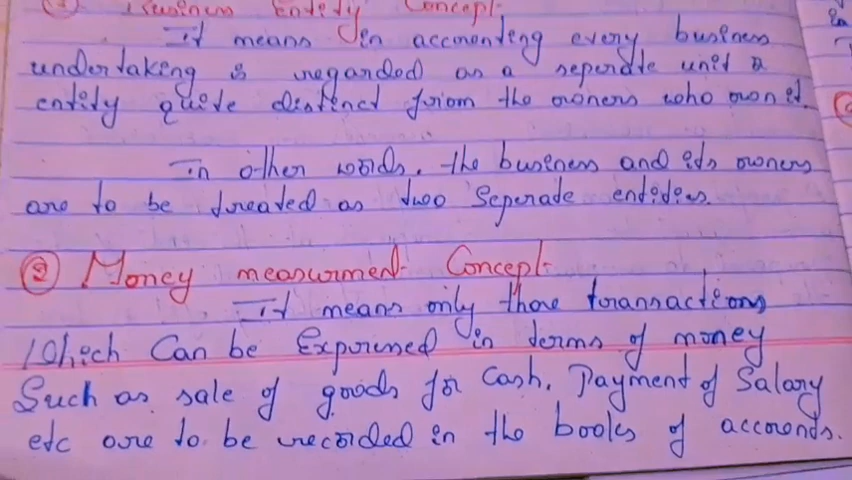 Business Entity Concept-
It means in accounting every business
undertaking is regarded as a seperate unit &
entity quite distinct from the owners who own it.
In other words, the business and its owners
are to be treated as two seperate entities.
② Money measurment Concept-
It means only those transactions
Which Can be Expressed in terms of money
Such as sale of goods for Cash, Payment of Salary
etc are to be recorded in the books of accounts.